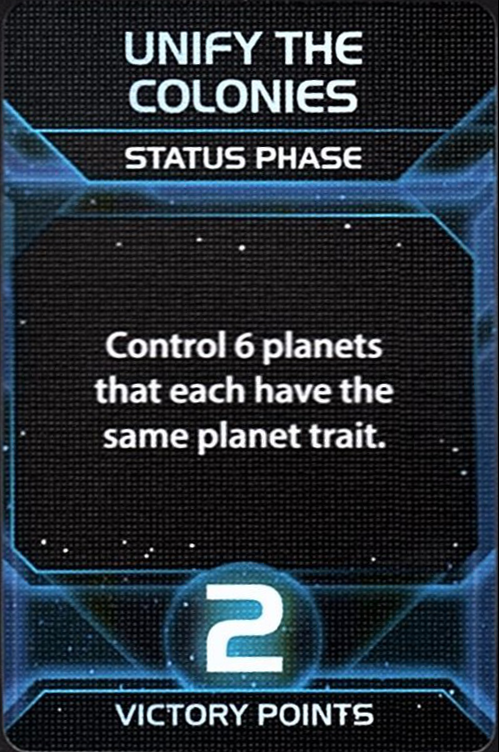 UNIFY THE
COLONIES
STATUS PHASE
Control 6 planets
that each have the
same planet trait.
2
VICTORY POINTS